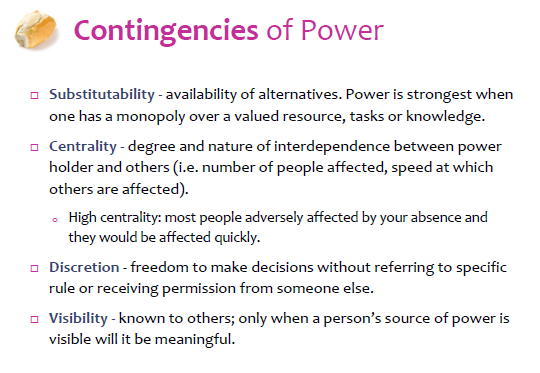 Contingencies of Power
Substitutability - availability of alternatives. Power is strongest when
one has a monopoly over a valued resource, tasks or knowledge.
Centrality - degree and nature of interdependence between power
holder and others (i.e. number of people affected, speed at which
others are affected).
High centrality: most people adversely affected by your absence and
they would be affected quickly.
Discretion - freedom to make decisions without referring to specific
rule or receiving permission from someone else.
Visibility - known to others; only when a person's source of power is
visible will it be meaningful.